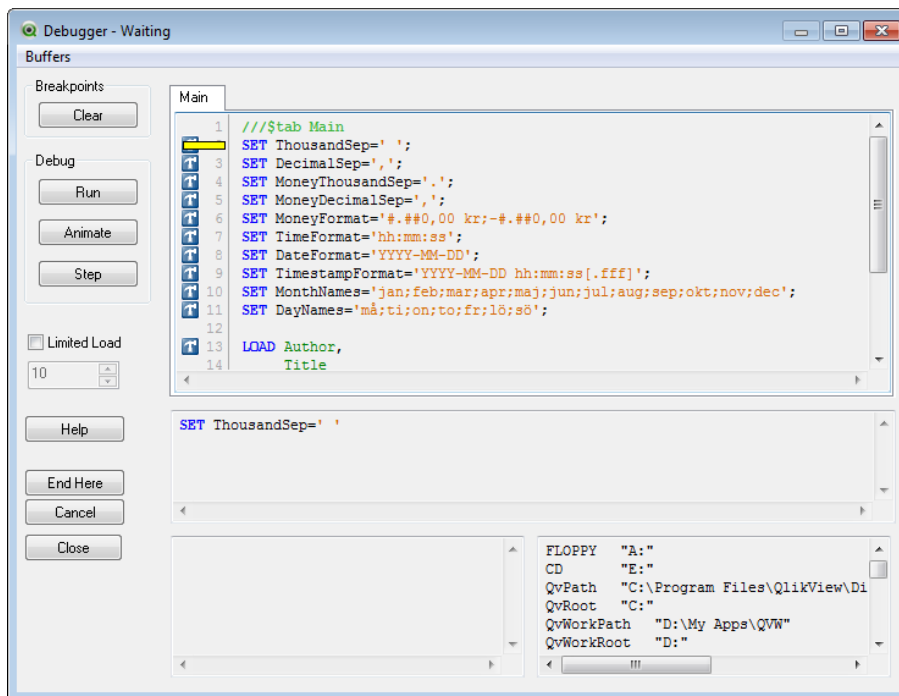 Debugger - Waiting
Buffers
Breakpoints
Clear
Debug
Run
Animate
Step
Limited Load
10
Help
End Here
Cancel
Close
Main
1 ///$tab Main
SET ThousandSep=' ';
3 SET DecimalSep=',';
4 SET MoneyThousandSep='.';
5 SET MoneyDecimalSep=',';
6 SET MoneyFormat='#.##0,00 kr;-#.##0,00 kr';
7 SET TimeFormat='hh:mm:ss';
8 SET DateFormat='YYYY-MM-DD';
9 SET TimestampFormat='YYYY-MM-DD hh:mm:ss[.fff]';
10 SET MonthNames='jan;feb;mar;apr;maj;jun;jul;aug;sep;okt;nov;dec';
11 SET DayNames='må;ti;on;to;fr;lö;sö';
12
13 LOAD Author,
14 Title
SET ThousandSep=' '
FLOPPY "A:"
CD "E:"
QvPath "C:\Program Files\QlikView\Di
QvRoot "C:"
QvWorkPath "D:\My Apps\QVW"
QvWorkRoot "D:"